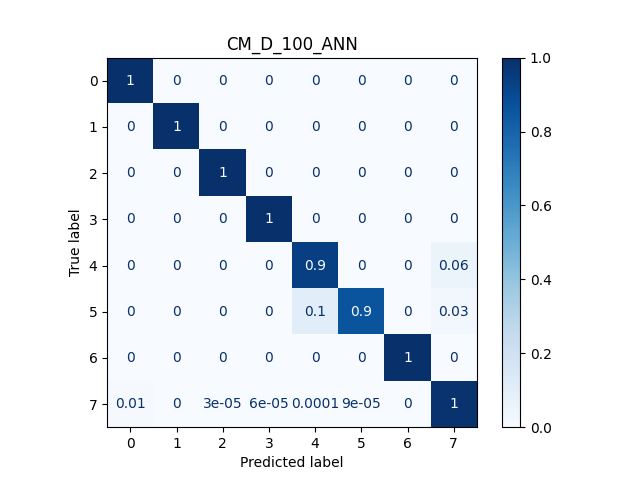 CM_D_100_ANN
0 1 0 0 0 0 0 0 0
1 0 1 0 0 0 0 0 0
2 0 0 1 0 0 0 0 0
3 0 0 0 1 0 0 0 0
4 0 0 0 0 0.9 0 0 0.06
5 0 0 0 0 0.1 0.9 0 0.03
6 0 0 0 0 0 0 1 0
7 0.01 0 3e-05 6e-05 0.0001 9e-05 0 1
0 1 2 3 4 5 6 7
Predicted label
True label
1.0
0.8
0.6
0.4
0.2
0.0